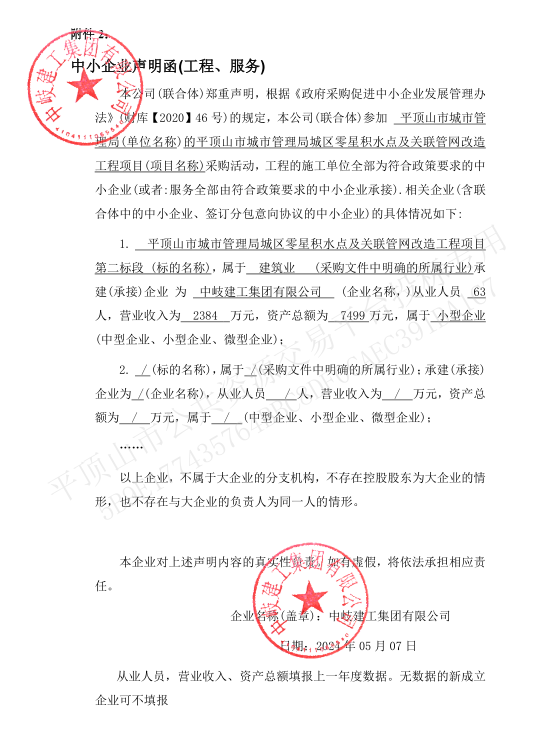 附件 2:
中小企业声明函(工程、服务)
本公司(联合体)郑重声明，根据《政府采购促进中小企业发展管理办
法》(财库【2020】46 号)的规定，本公司(联合体)参加 平顶山市城市管
理局(单位名称)的平顶山市城市管理局城区零星积水点及关联管网改造
工程项目(项目名称)采购活动，工程的施工单位全部为符合政策要求的中
小企业(或者:服务全部由符合政策要求的中小企业承接).相关企业(含联
合体中的中小企业、签订分包意向协议的中小企业)的具体情况如下:
1. 平顶山市城市管理局城区零星积水点及关联管网改造工程项目
第二标段 (标的名称)，属于 建筑业 (采购文件中明确的所属行业)承
建(承接)企业 为 中岐建工集团有限公司 (企业名称,)从业人员 63
人，营业收入为 2384 万元，资产总额为 7499 万元，属于 小型企业
(中型企业、小型企业、微型企业)；
2. /(标的名称)，属于 /(采购文件中明确的所属行业)；承建(承接)
企业为 /(企业名称)，从业人员 / 人，营业收入为 / 万元，资产总
额为 / 万元，属于 / (中型企业、小型企业、微型企业)；
……
以上企业，不属于大企业的分支机构，不存在控股股东为大企业的情
形，也不存在与大企业的负责人为同一人的情形。
本企业对上述声明内容的真实性负责。如有虚假，将依法承担相应责
任。
企业名称(盖章)：中岐建工集团有限公司
日期：2024 年 05 月 07 日
从业人员，营业收入、资产总额填报上一年度数据。无数据的新成立
企业可不填报
中岐建工集团有限公司
中岐建工集团有限公司